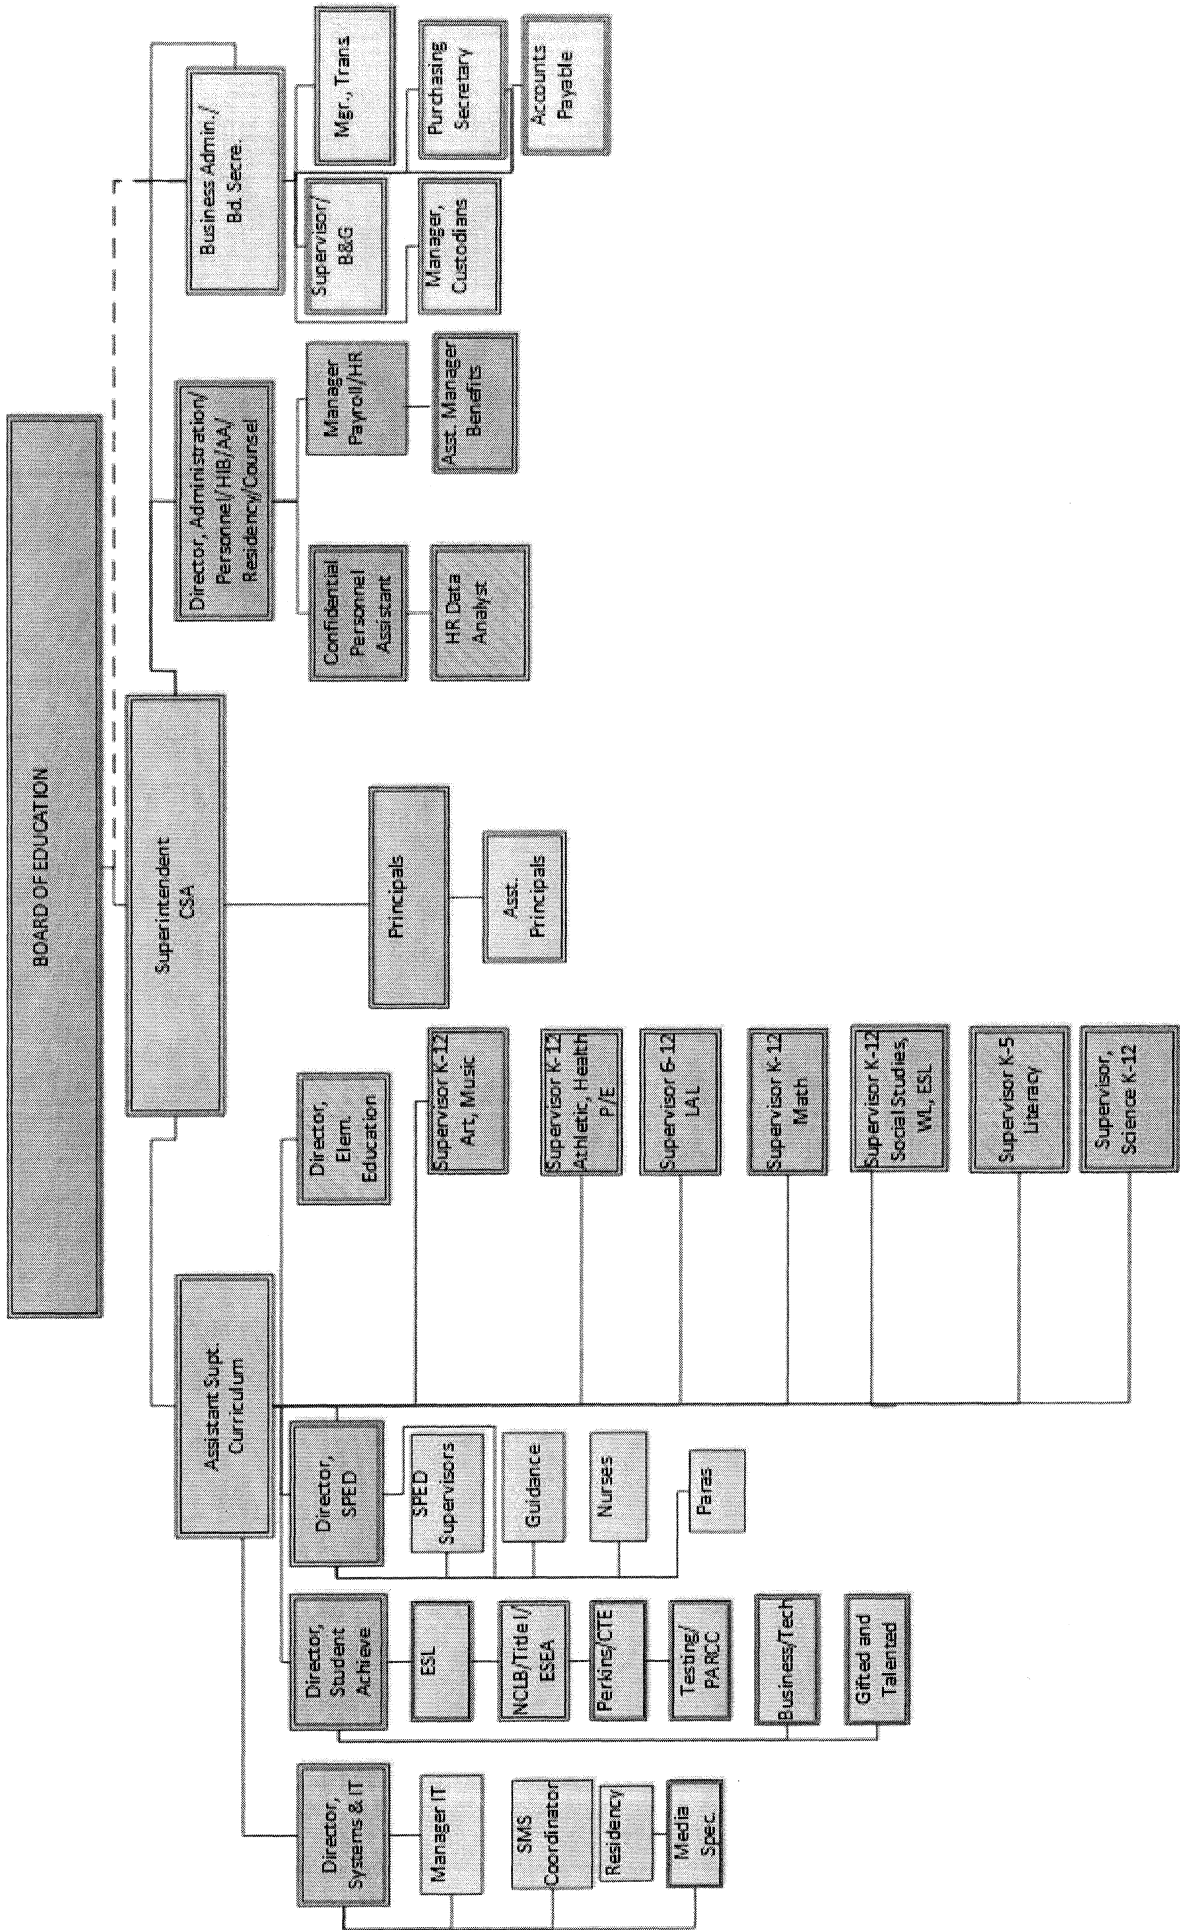 BOARD OF EDUCATION
Superintendent
CSA
Assistant Supt.
Curriculum
Director, Administration/
Personnel/HIB/AA/
Residency/Counsel
Business Admin./
Bd. Secre.
Director,
Systems & IT
Manager IT
SMS
Coordinator
Residency
Media
Spec.
Director,
Student
Achieve
ESL
NCLB/Title I/
ESEA
Perkins/CTE
Testing/
PARCC
Business/Tech
Gifted and
Talented
Director,
SPED
SPED
Supervisors
Guidance
Nurses
Paras
Director,
Elem.
Education
Supervisor K-12
Art, Music
Supervisor K-12
Athletic, Health
P/E
Supervisor 6-12
LAL
Supervisor K-12
Math
Supervisor K-12
Social Studies,
WL, ESL
Supervisor K-5
Literacy
Supervisor,
Science K-12
Principals
Asst.
Principals
Confidential
Personnel
Assistant
HR Data
Analyst
Manager
Payroll/HR
Asst. Manager
Benefits
Supervisor/
B&G
Manager,
Custodians
Mgr., Trans.
Purchasing
Secretary
Accounts
Payable